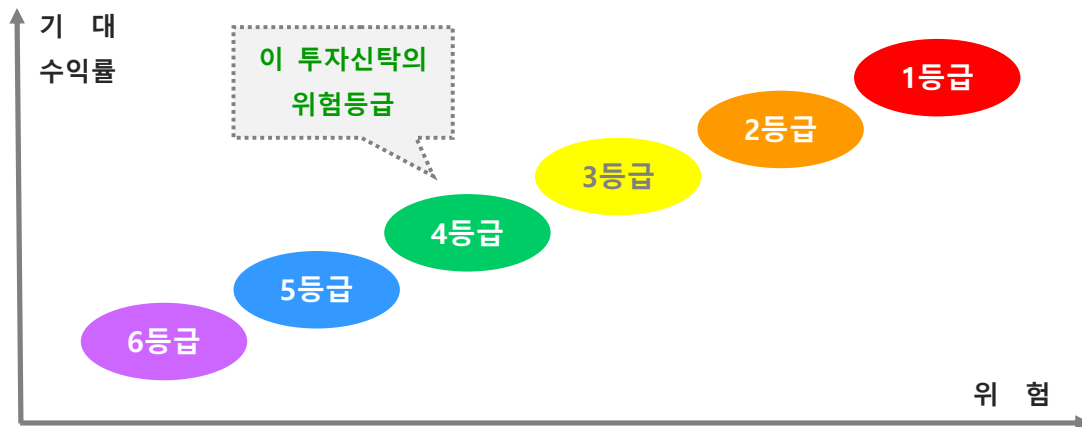 기 대
수익률
이 투자신탁의
위험등급
1등급
2등급
3등급
4등급
5등급
6등급
위 험